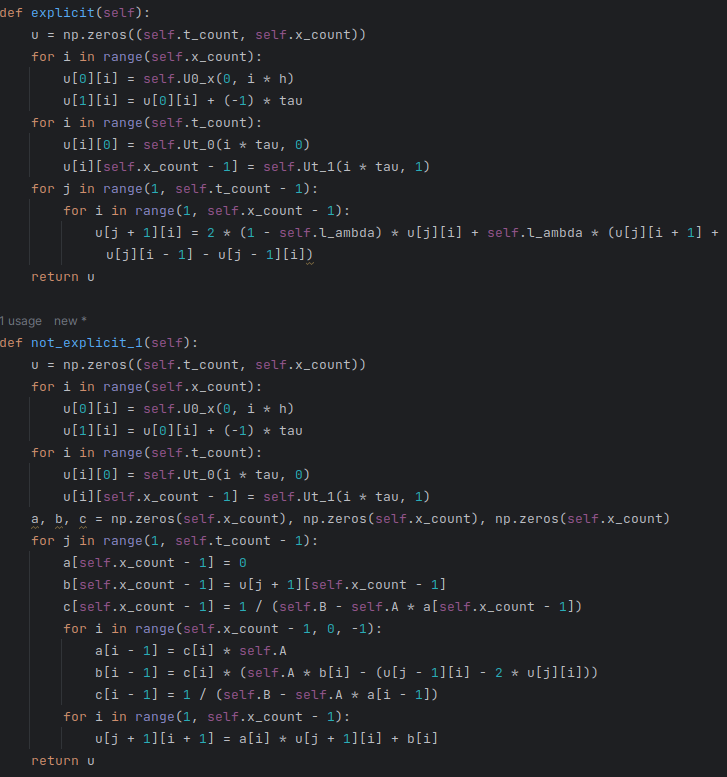 def explicit(self):
    u = np.zeros((self.t_count, self.x_count))
    for i in range(self.x_count):
        u[0][i] = self.U0_x(0, i * h)
        u[1][i] = u[0][i] + (-1) * tau
    for i in range(self.t_count):
        u[i][0] = self.Ut_0(i * tau, 0)
        u[i][self.x_count - 1] = self.Ut_1(i * tau, 1)
    for j in range(1, self.t_count - 1):
        for i in range(1, self.x_count - 1):
            u[j + 1][i] = 2 * (1 - self.l_ambda) * u[j][i] + self.l_ambda * (u[j][i + 1] +
             u[j][i - 1] - u[j - 1][i])
    return u
1 usage   new *
def not_explicit_1(self):
    u = np.zeros((self.t_count, self.x_count))
    for i in range(self.x_count):
        u[0][i] = self.U0_x(0, i * h)
        u[1][i] = u[0][i] + (-1) * tau
    for i in range(self.t_count):
        u[i][0] = self.Ut_0(i * tau, 0)
        u[i][self.x_count - 1] = self.Ut_1(i * tau, 1)
    a, b, c = np.zeros(self.x_count), np.zeros(self.x_count), np.zeros(self.x_count)
    for j in range(1, self.t_count - 1):
        a[self.x_count - 1] = 0
        b[self.x_count - 1] = u[j + 1][self.x_count - 1]
        c[self.x_count - 1] = 1 / (self.B - self.A * a[self.x_count - 1])
        for i in range(self.x_count - 1, 0, -1):
            a[i - 1] = c[i] * self.A
            b[i - 1] = c[i] * (self.A * b[i] - (u[j - 1][i] - 2 * u[j][i]))
            c[i - 1] = 1 / (self.B - self.A * a[i - 1])
        for i in range(1, self.x_count - 1):
            u[j + 1][i + 1] = a[i] * u[j + 1][i] + b[i]
    return u